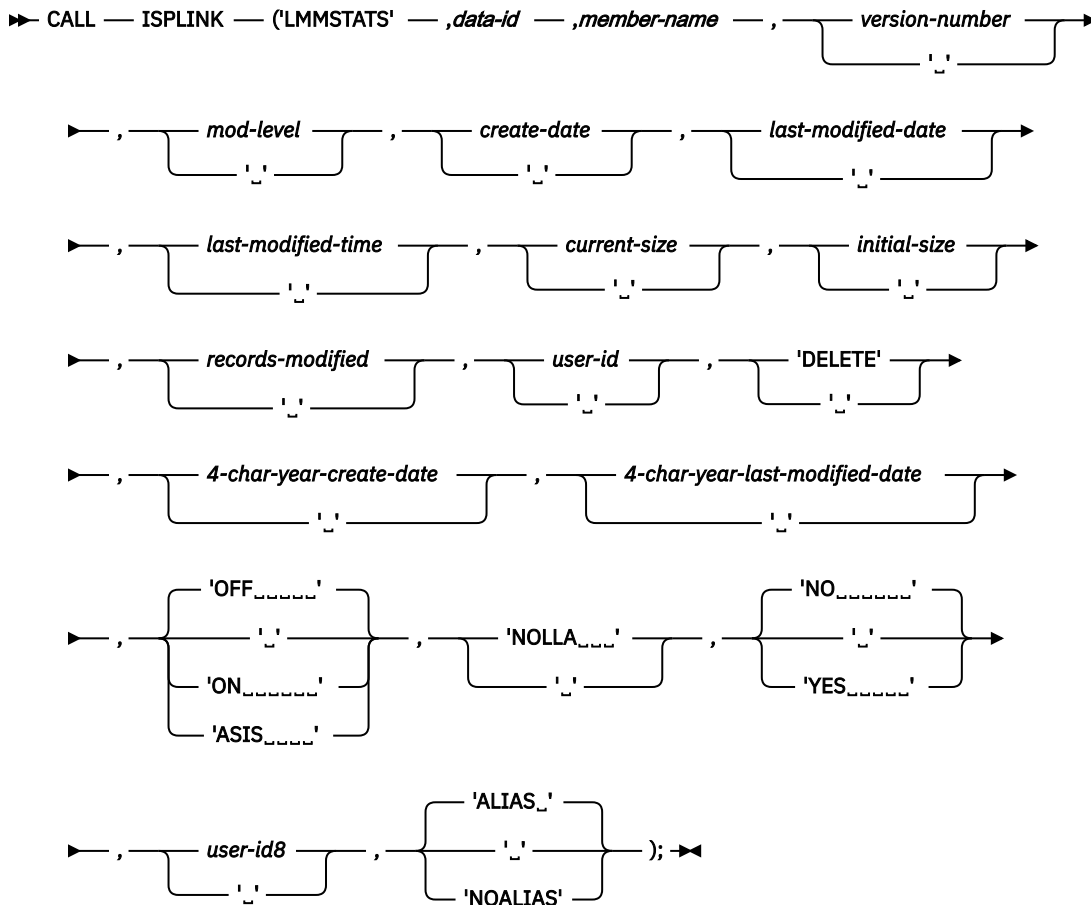 CALL ISPLINK ('LMMSTATS' ,data-id ,member-name , version-number
'␣'
, mod-level , create-date , last-modified-date
'␣' '␣' '␣'
, last-modified-time , current-size , initial-size
'␣' '␣' '␣'
, records-modified , user-id , 'DELETE'
'␣' '␣' '␣'
, 4-char-year-create-date , 4-char-year-last-modified-date
'␣' '␣'
'OFF␣␣␣␣␣' 'NO␣␣␣␣␣␣'
, '␣' , 'NOLLA␣␣␣' , '␣'
'ON␣␣␣␣␣␣' '␣' 'YES␣␣␣␣␣'
'ASIS␣␣␣␣'
'ALIAS␣'
, user-id8 , '␣' );
'␣' 'NOALIAS'